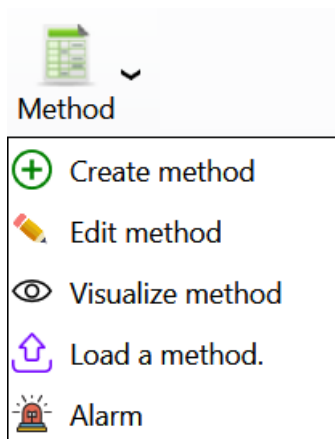 Method
Create method
Edit method
Visualize method
Load a method.
Alarm